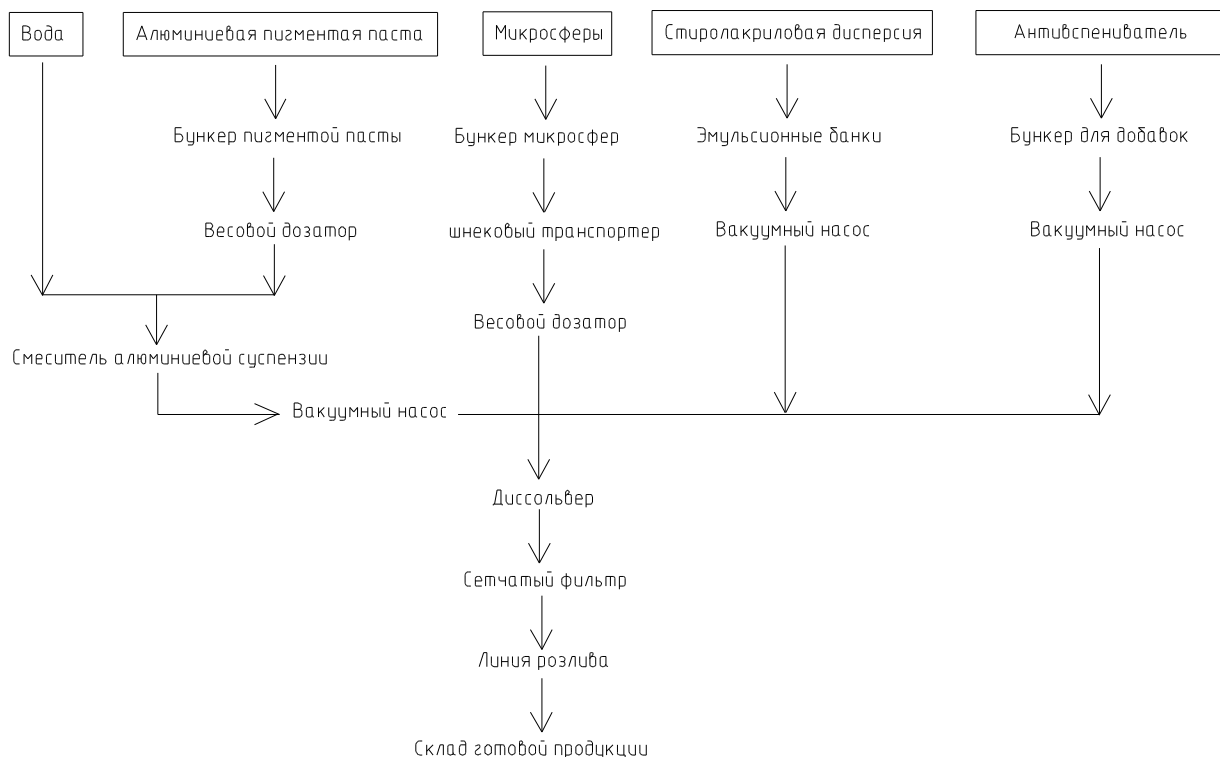 Вода
Алюминиевая пигментая паста
Микросферы
Стиролакриловая дисперсия
Антивспениватель
Бункер пигментой пасты
Бункер микросфер
Эмульсионные банки
Бункер для добавок
Весовой дозатор
шнековый транспортер
Вакуумный насос
Вакуумный насос
Весовой дозатор
Смеситель алюминиевой суспензии
Вакуумный насос
Диссольвер
Сетчатый фильтр
Линия розлива
Склад готовой продукции